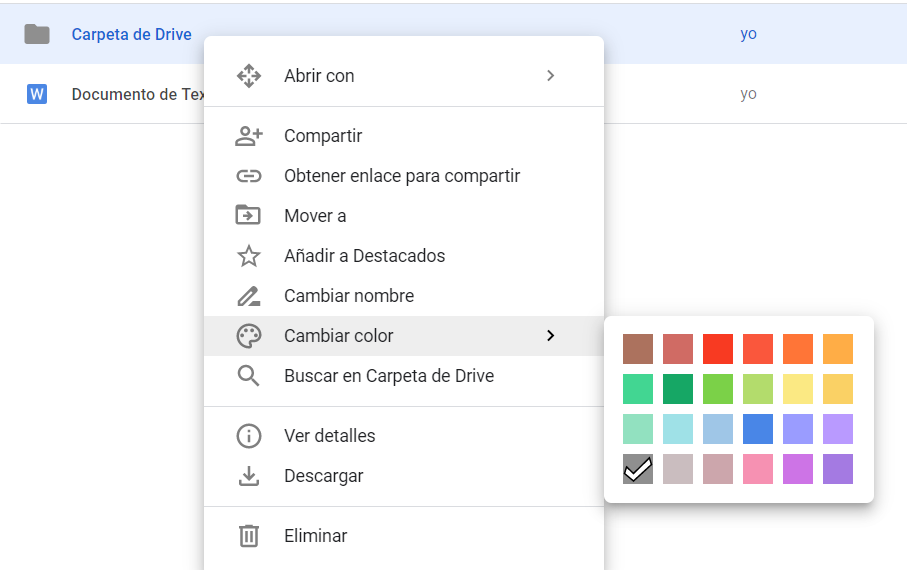 Carpeta de Drive yo
W Documento de Tex yo
Abrir con
Compartir
Obtener enlace para compartir
Mover a
Añadir a Destacados
Cambiar nombre
Cambiar color
Buscar en Carpeta de Drive
Ver detalles
Descargar
Eliminar